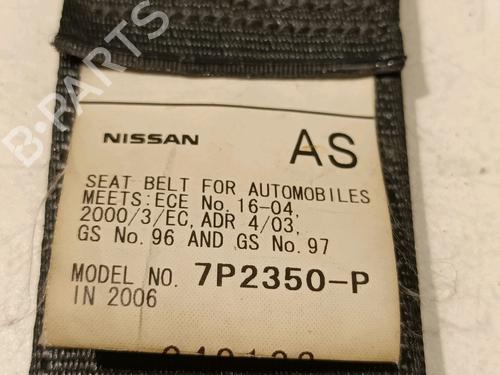 NISSAN AS
SEAT BELT FOR AUTOMOBILES
MEETS:ECE No. 16-04,
2000/3/EC, ADR 4/03,
GS No. 96 AND GS No. 97
MODEL NO. 7P2350-P
IN 2006
B-PARTS